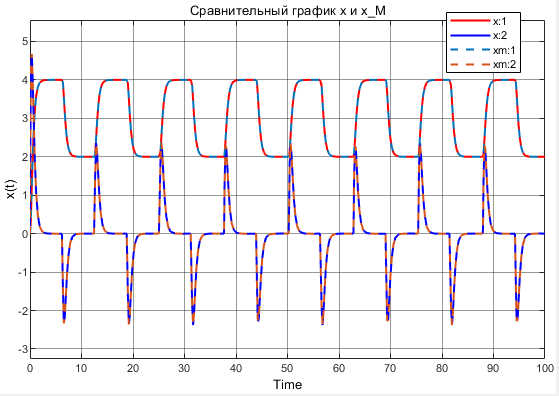 Сравнительный график x и x_M
x:1
x:2
xm:1
xm:2
x(t)
5
4
3
2
1
0
-1
-2
-3
0 10 20 30 40 50 60 70 80 90 100
Time